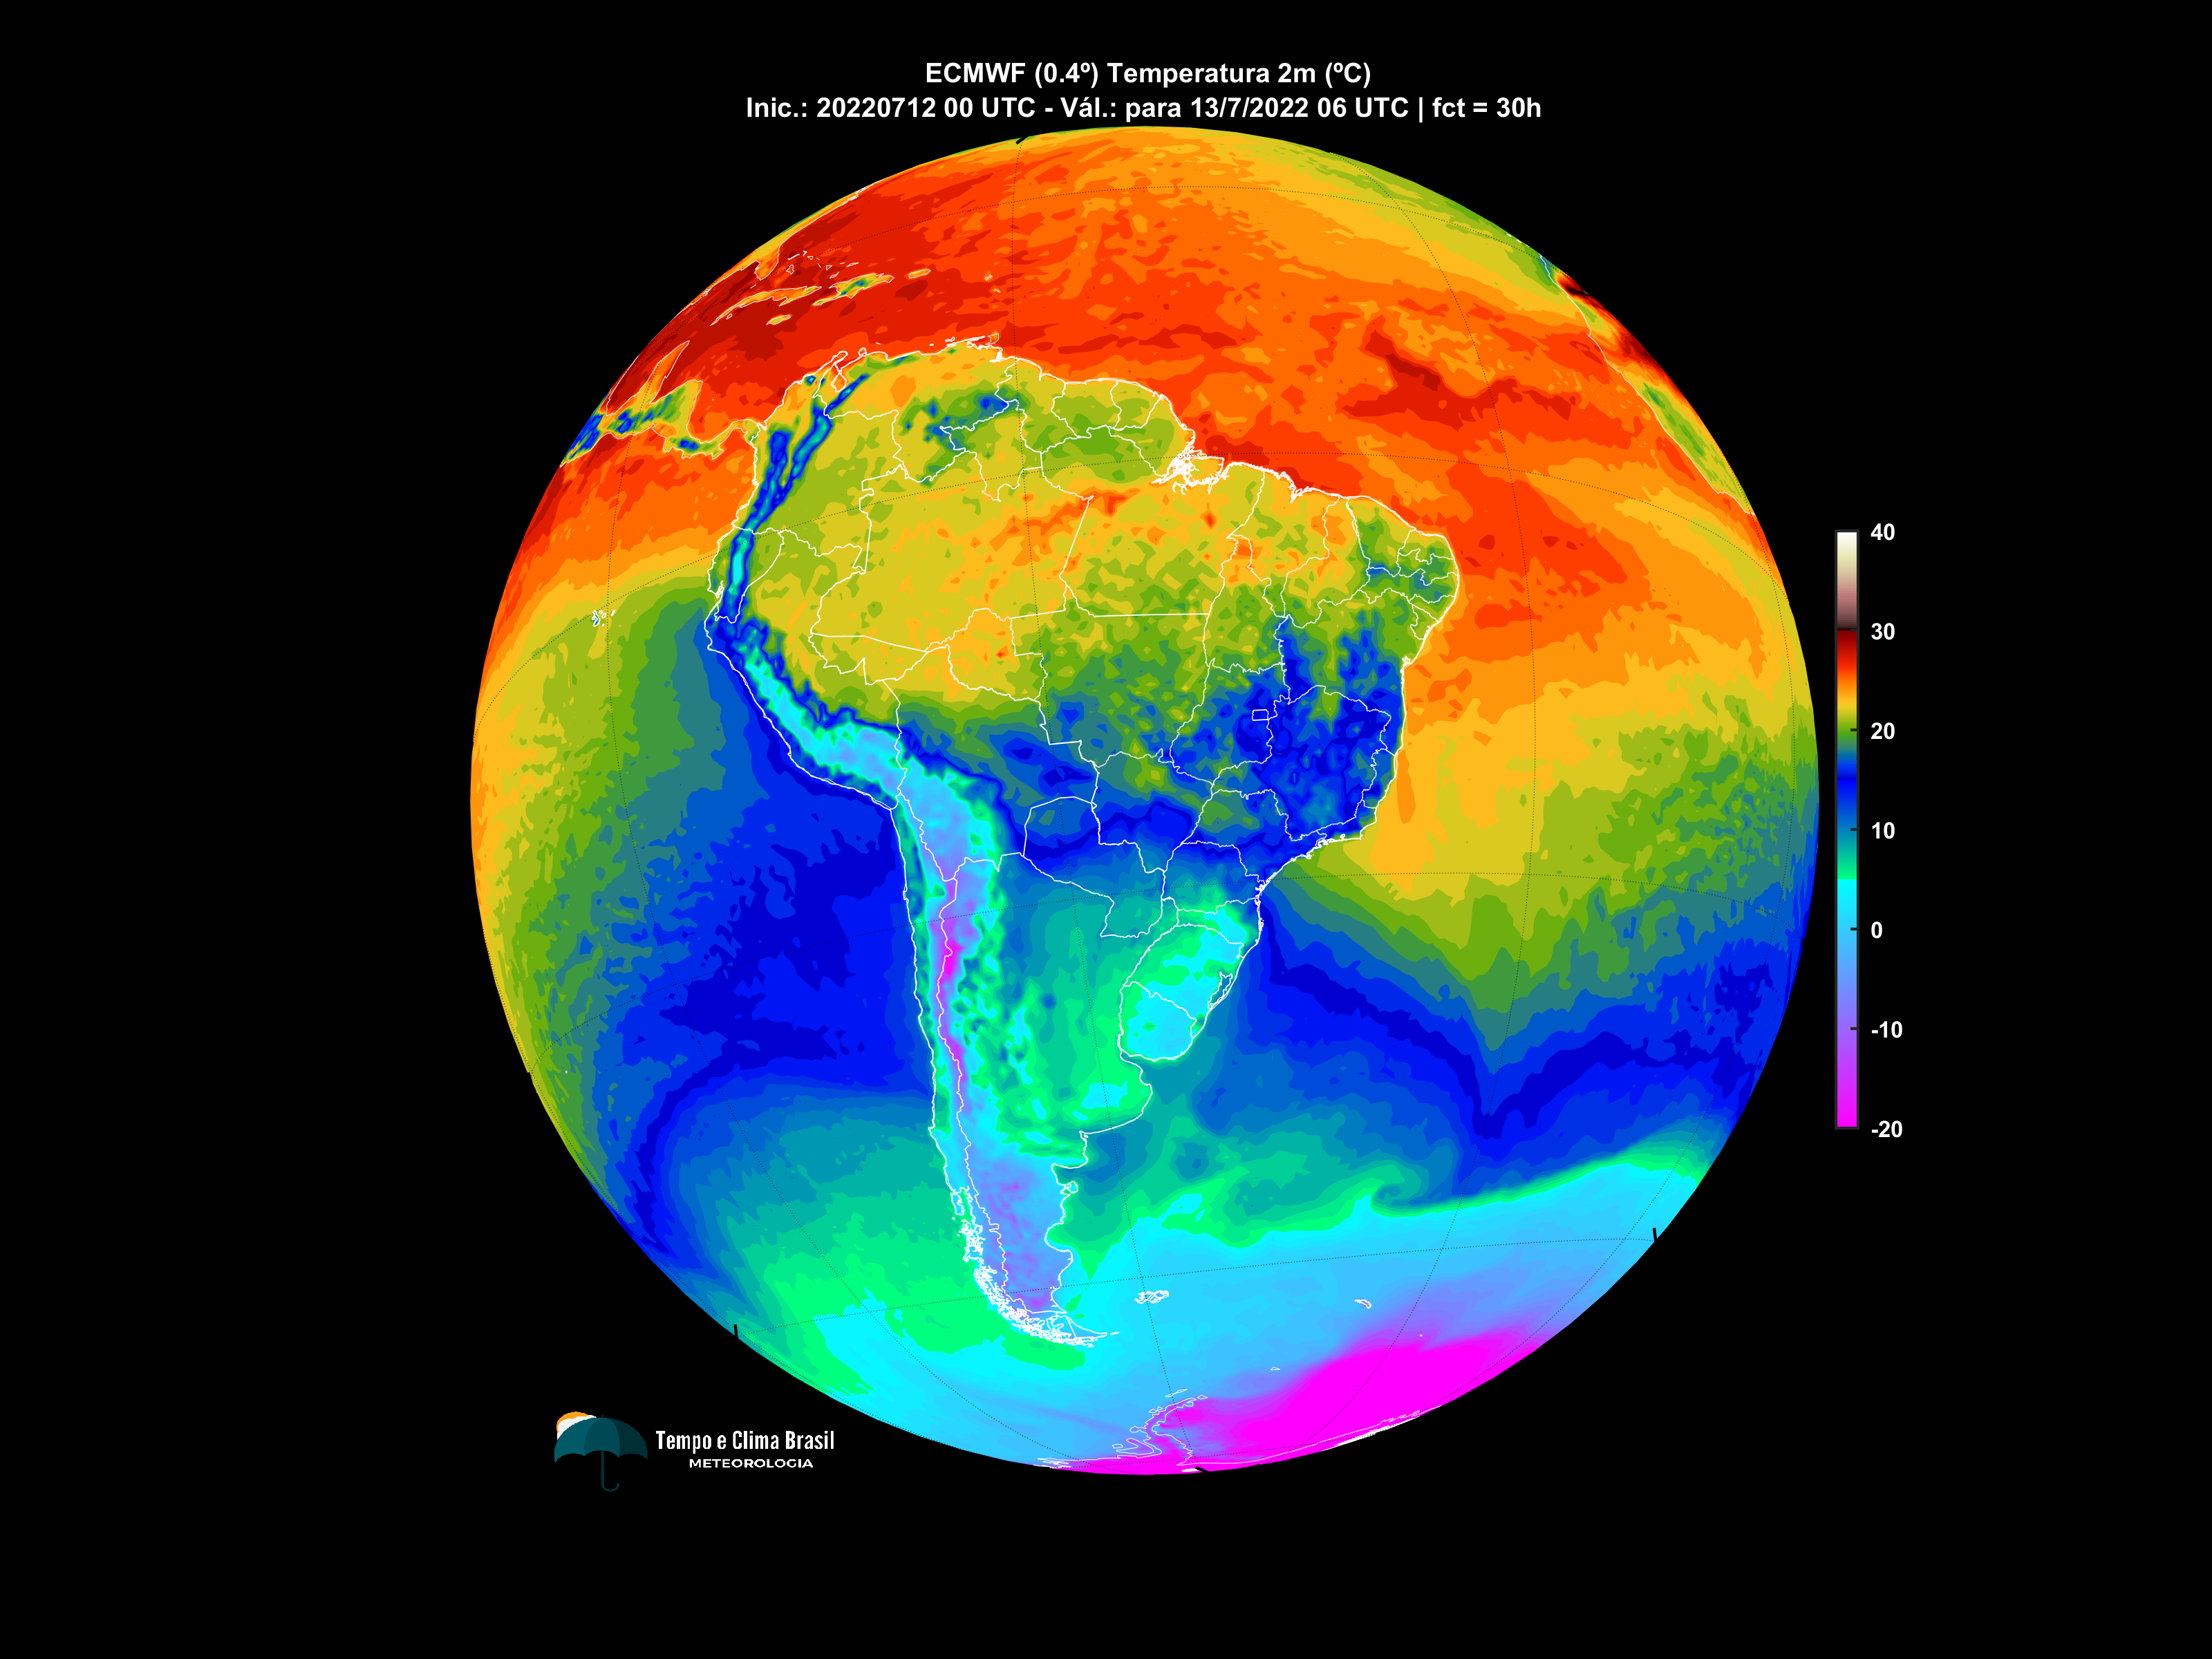 ECMWF (0.4º) Temperatura 2m (ºC)
Inic.: 20220712 00 UTC - Vál.: para 13/7/2022 06 UTC | fct = 30h
40
30
20
10
0
-10
-20
Tempo e Clima Brasil
METEOROLOGIA